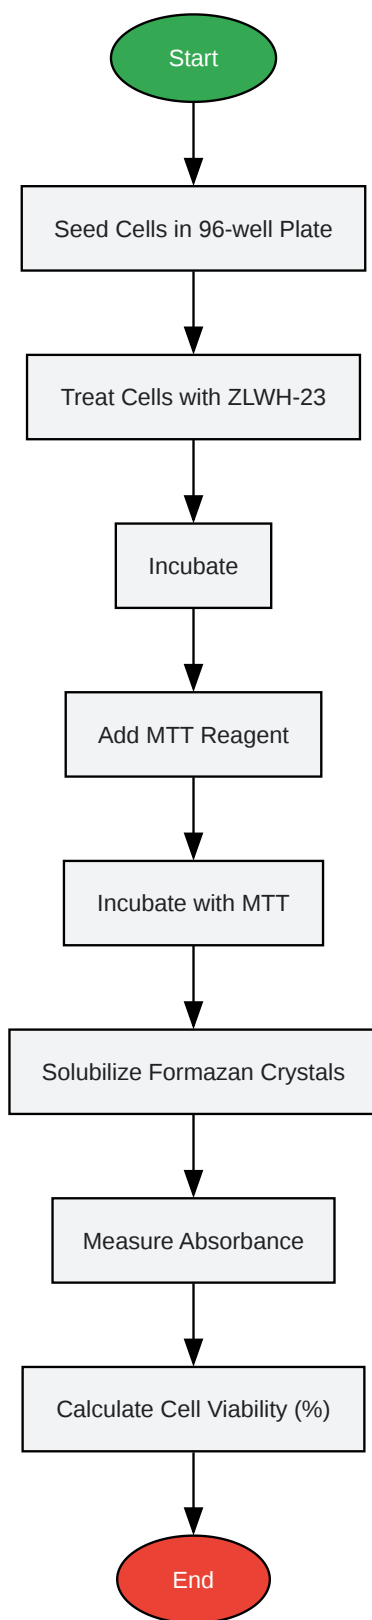 Start
Seed Cells in 96-well Plate
Treat Cells with ZLWH-23
Incubate
Add MTT Reagent
Incubate with MTT
Solubilize Formazan Crystals
Measure Absorbance
Calculate Cell Viability (%)
End